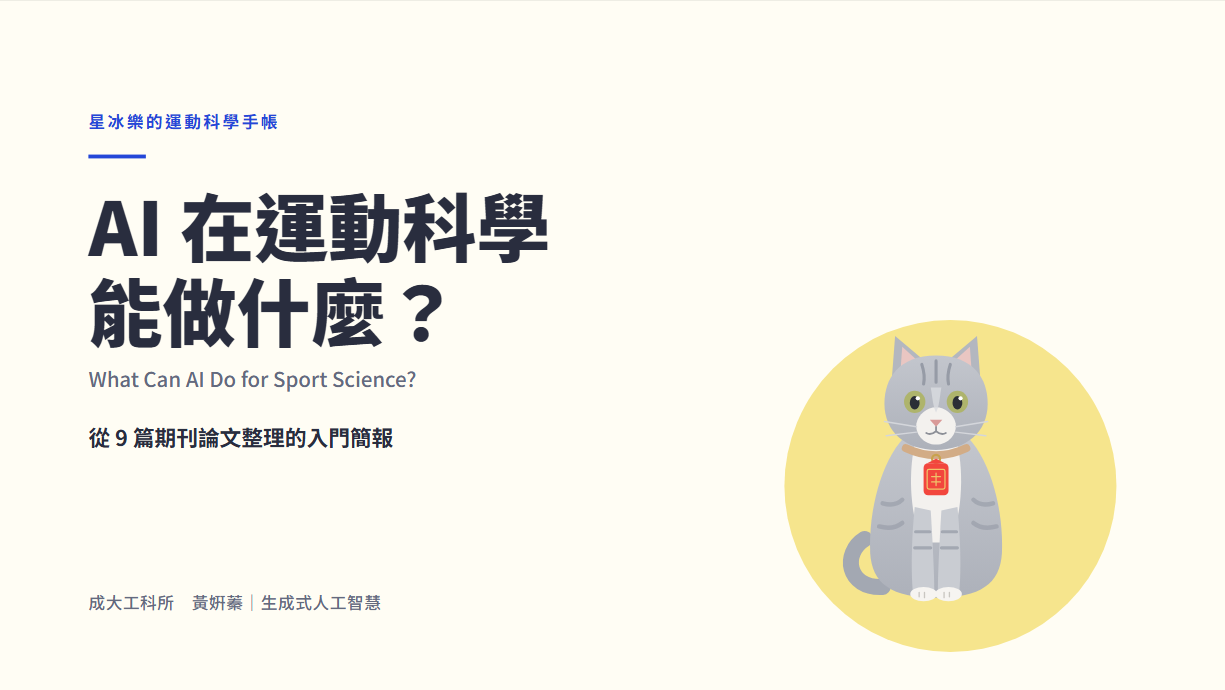 星冰樂的運動科學手帳
AI 在運動科學
能做什麼？
What Can AI Do for Sport Science?
從 9 篇期刊論文整理的入門簡報
成大工科所　黃姸蓁｜生成式人工智慧